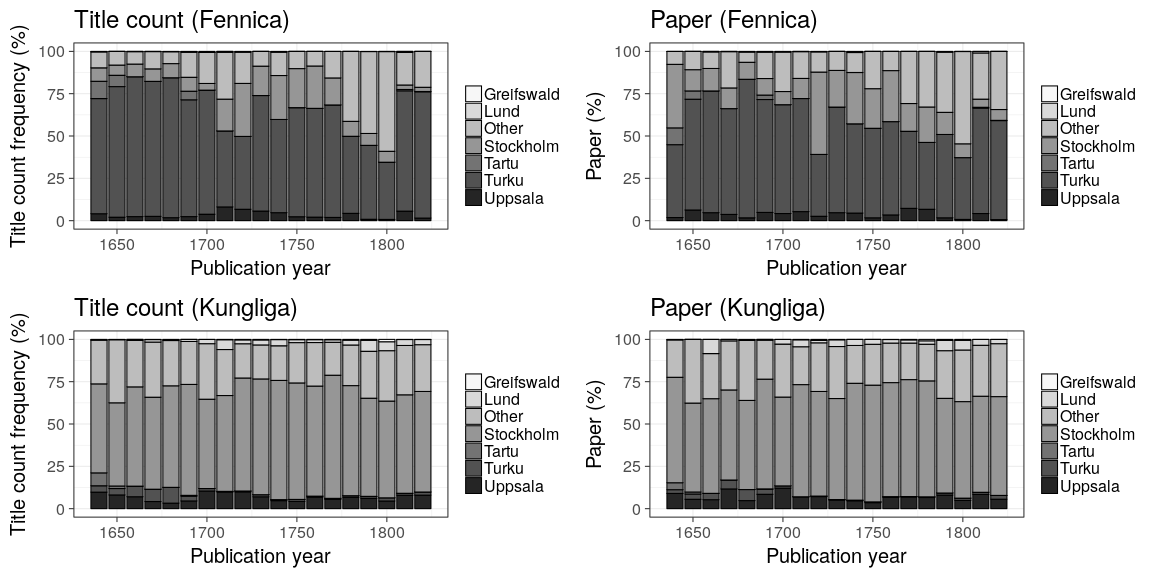 Title count (Fennica)
Title count frequency (%)
100
75
50
25
0
1650
1700
1750
1800
Publication year
Greifswald
Lund
Other
Stockholm
Tartu
Turku
Uppsala
Paper (Fennica)
Paper (%)
100
75
50
25
0
1650
1700
1750
1800
Publication year
Greifswald
Lund
Other
Stockholm
Tartu
Turku
Uppsala
Title count (Kungliga)
Title count frequency (%)
100
75
50
25
0
1650
1700
1750
1800
Publication year
Greifswald
Lund
Other
Stockholm
Tartu
Turku
Uppsala
Paper (Kungliga)
Paper (%)
100
75
50
25
0
1650
1700
1750
1800
Publication year
Greifswald
Lund
Other
Stockholm
Tartu
Turku
Uppsala